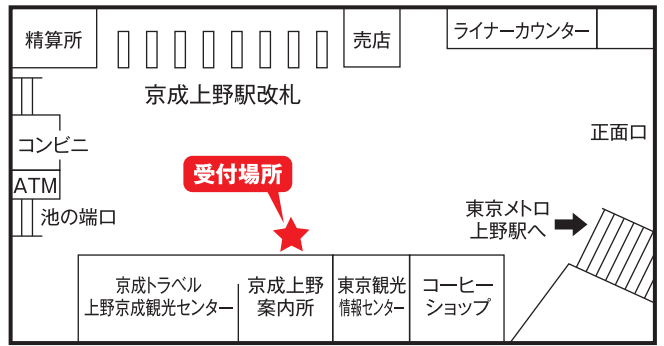 精算所
売店
ライナーカウンター
京成上野駅改札
正面口
コンビニ
ATM
池の端口
受付場所
東京メトロ
上野駅へ
京成トラベル
上野京成観光センター
京成上野
案内所
東京観光
情報センター
コーヒー
ショップ